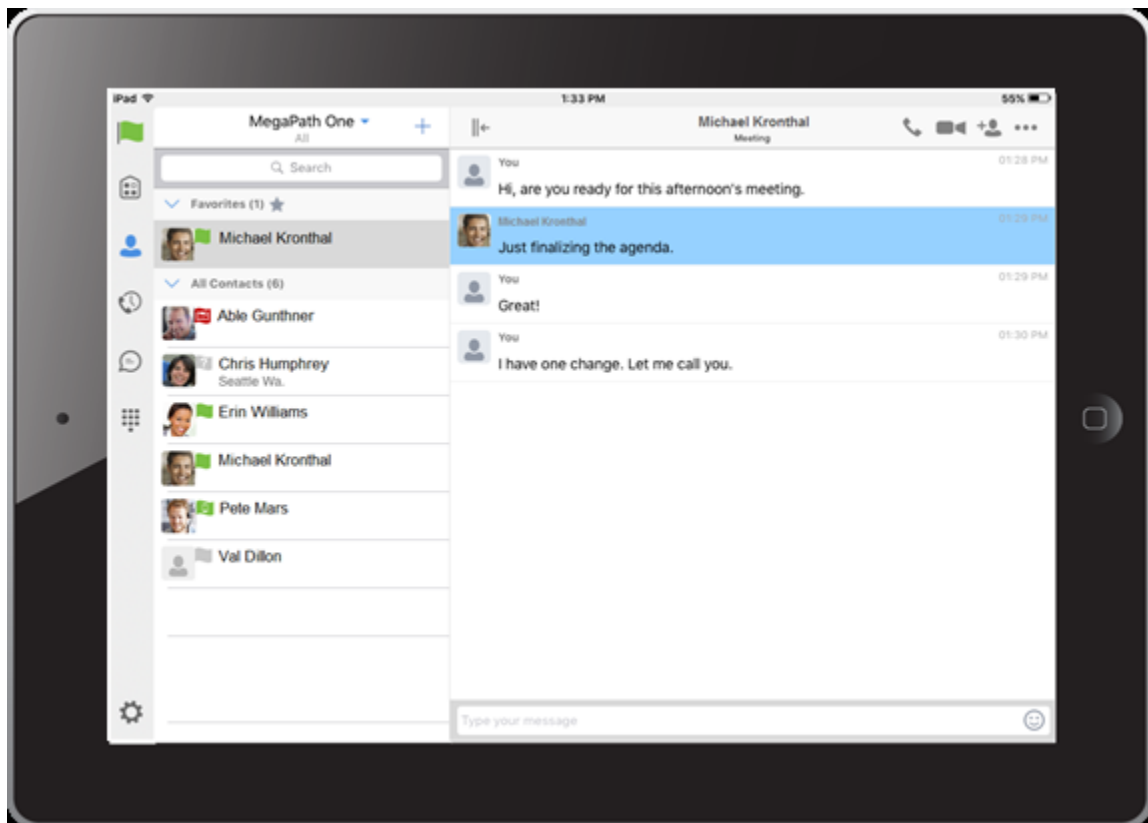 iPad 1:33 PM 55%
MegaPath One
All
Search
Favorites (1)
Michael Kronthal
All Contacts (6)
Able Gunthner
Chris Humphrey
Seattle Wa.
Erin Williams
Michael Kronthal
Pete Mars
Val Dillon
Michael Kronthal
Meeting
You 01:28 PM
Hi, are you ready for this afternoon's meeting.
Michael Kronthal 01:29 PM
Just finalizing the agenda.
You 01:29 PM
Great!
You 01:30 PM
I have one change. Let me call you.
Type your message